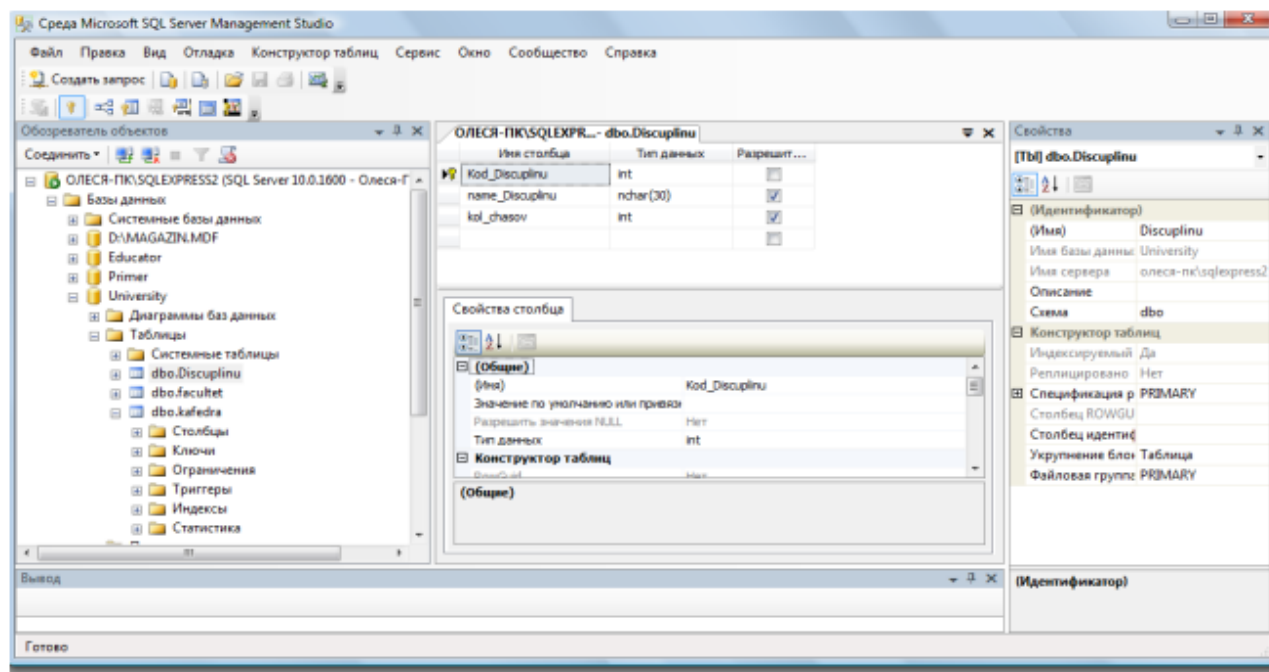 Среда Microsoft SQL Server Management Studio
Файл Правка Вид Отладка Конструктор таблиц Сервис Окно Сообщество Справка
Создать запрос
Обозреватель объектов
Соединить
ОЛЕСЯ-ПК\SQLEXPRESS2 (SQL Server 10.0.1600 - Олеся-Г
Базы данных
Системные базы данных
D:\MAGAZIN.MDF
Educator
Primer
University
Диаграммы баз данных
Таблицы
Системные таблицы
dbo.Discuplinu
dbo.facultet
dbo.kafedra
Столбцы
Ключи
Ограничения
Триггеры
Индексы
Статистика
ОЛЕСЯ-ПК\SQLEXPR...- dbo.Discuplinu
Имя столбца Тип данных Разрешит...
Kod_Discuplinu int
name_Discuplinu nchar(30)
kol_chasov int
Свойства столбца
(Общие)
(Имя) Kod_Discuplinu
Значение по умолчанию или привязк
Разрешить значения NULL Нет
Тип данных int
Конструктор таблиц
RowGuid Нет
(Общие)
Свойства
[Tbl] dbo.Discuplinu
(Идентификатор)
(Имя) Discuplinu
Имя базы данны: University
Имя сервера олеся-пк\sqlexpress2
Описание
Схема dbo
Конструктор таблиц
Индексируемый Да
Реплицировано Нет
Спецификация р PRIMARY
Столбец ROWGU
Столбец идентиф
Укрупнение блок Таблица
Файловая группа PRIMARY
(Идентификатор)
Вывод
Готово